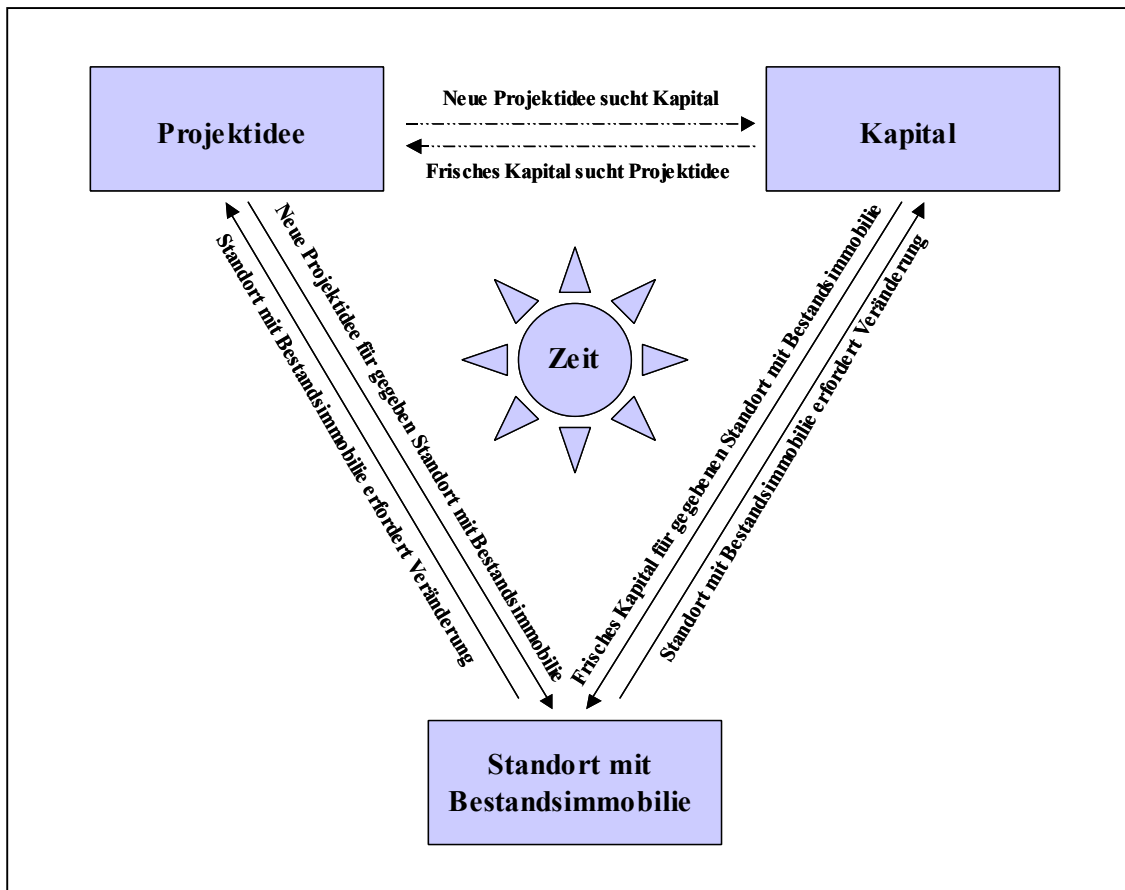 Projektidee
Neue Projektidee sucht Kapital
Frisches Kapital sucht Projektidee
Kapital
Standort mit Bestandsimmobilie erfordert Veränderung
Neue Projektidee für gegeben Standort mit Bestandsimmobilie
Zeit
Frisches Kapital für gegebenen Standort mit Bestandsimmobilie
Standort mit Bestandsimmobilie erfordert Veränderung
Standort mit
Bestandsimmobilie